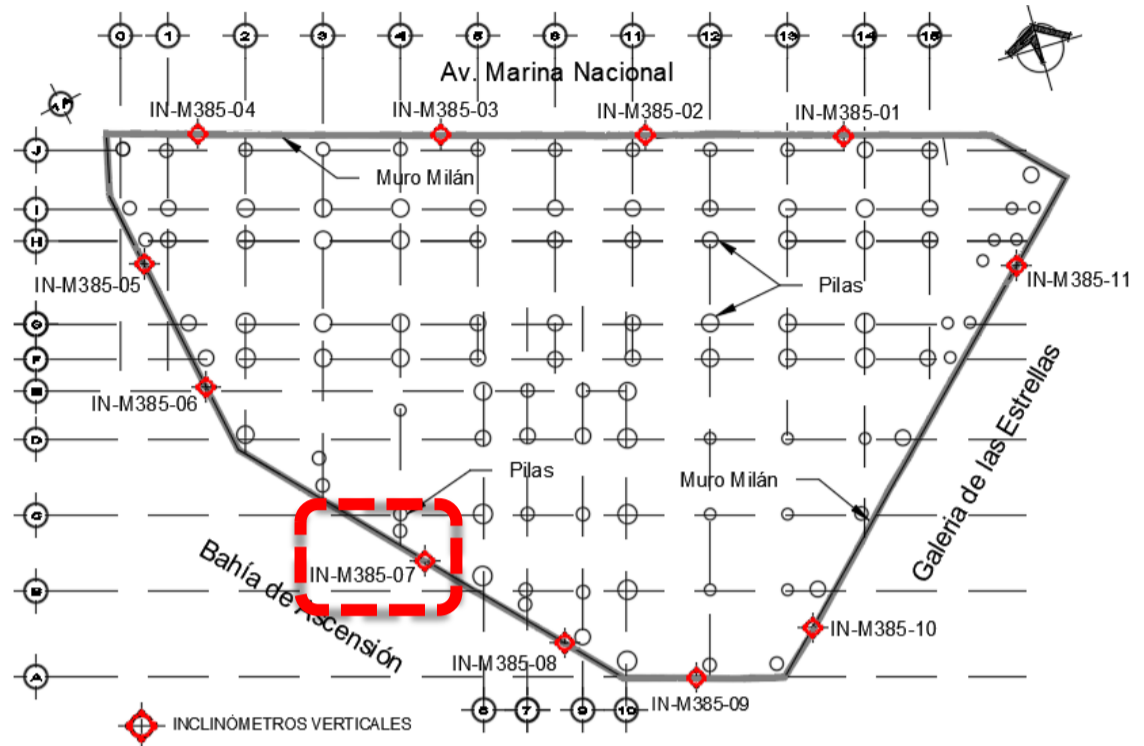 0 1 2 3 4 5 8 11 12 13 14 15
Av. Marina Nacional
1A
IN-M385-04 IN-M385-03 IN-M385-02 IN-M385-01
J
Muro Milán
I
H
IN-M385-05
IN-M385-11
Pilas
G
F
E
IN-M385-06
D
Pilas
Muro Milán
Galeria de las Estrellas
Bahía de Ascensión
IN-M385-07
B
IN-M385-10
IN-M385-08
A
IN-M385-09
6 7 9 10
INCLINÓMETROS VERTICALES